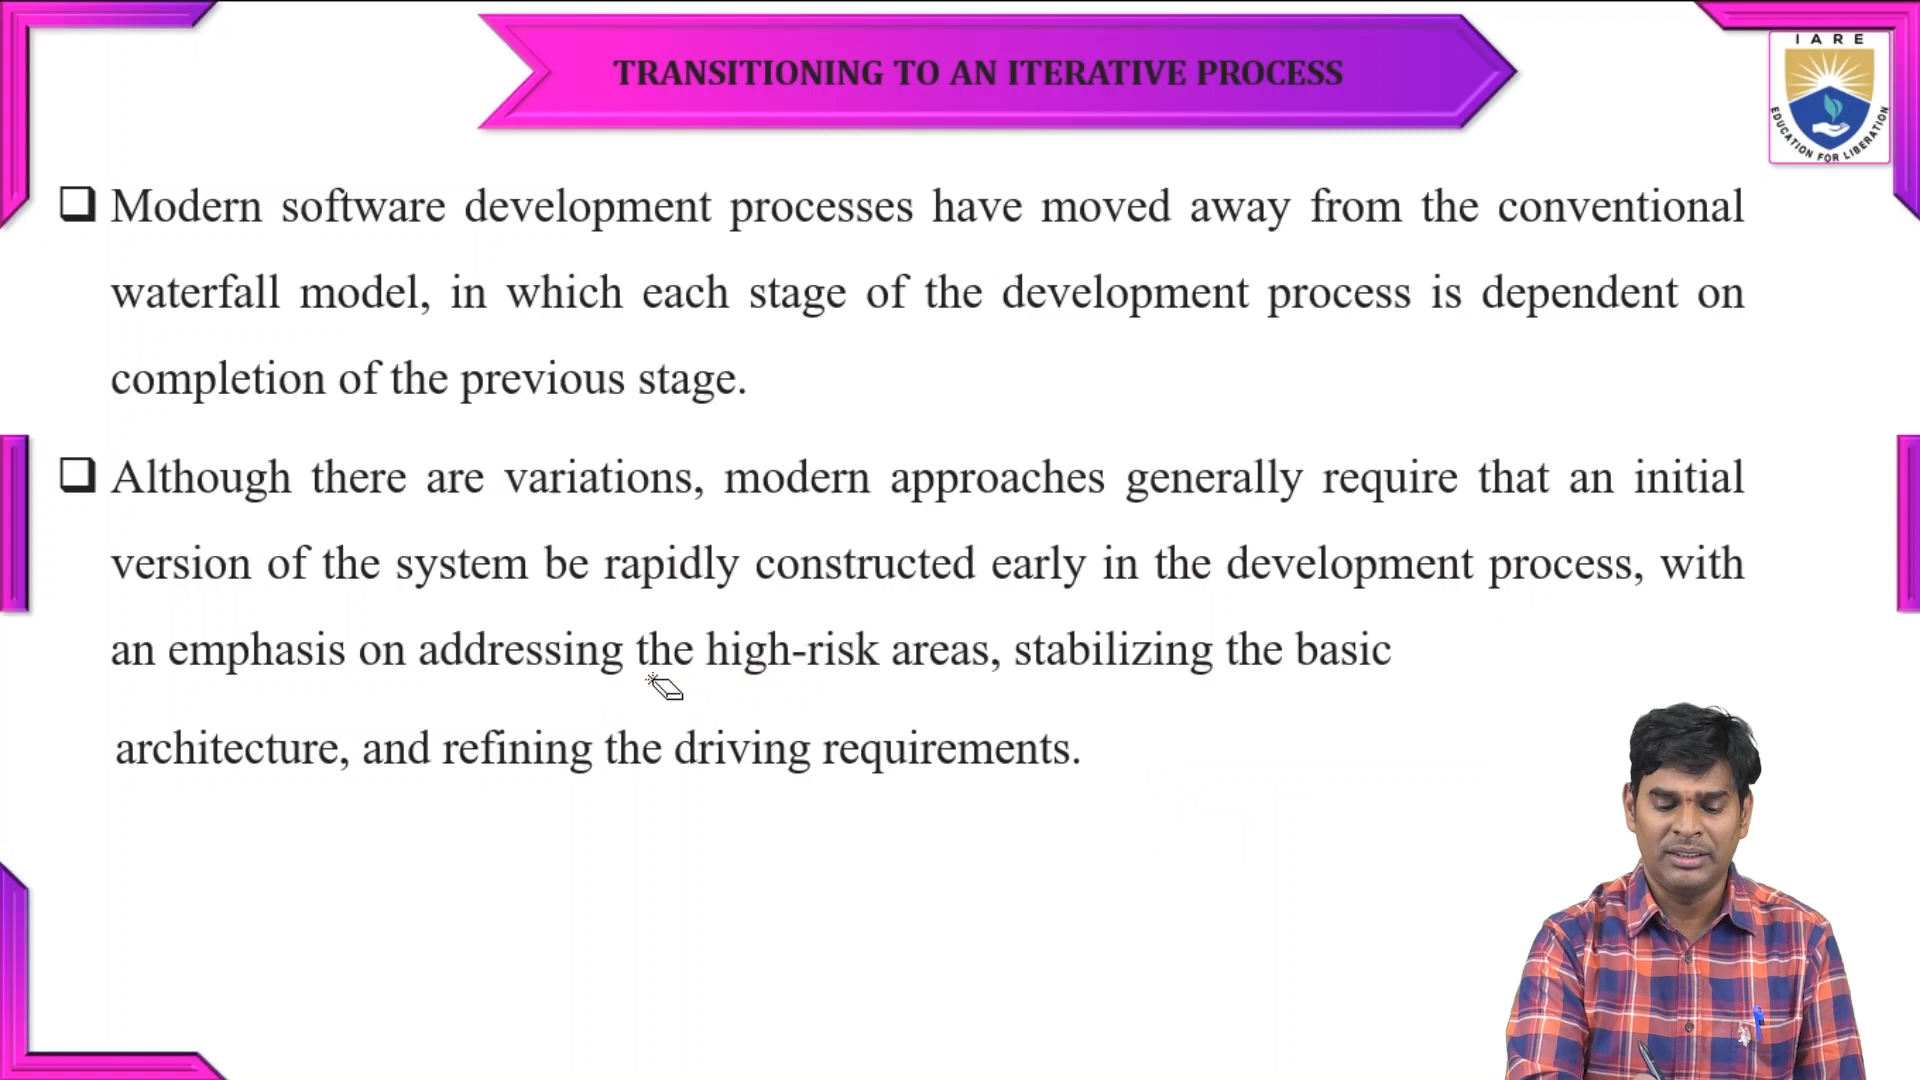 TRANSITIONING TO AN ITERATIVE PROCESS
IARE
EDUCATION FOR LIBERATION
Modern software development processes have moved away from the conventional
waterfall model, in which each stage of the development process is dependent on
completion of the previous stage.
Although there are variations, modern approaches generally require that an initial
version of the system be rapidly constructed early in the development process, with
an emphasis on addressing the high-risk areas, stabilizing the basic
architecture, and refining the driving requirements.